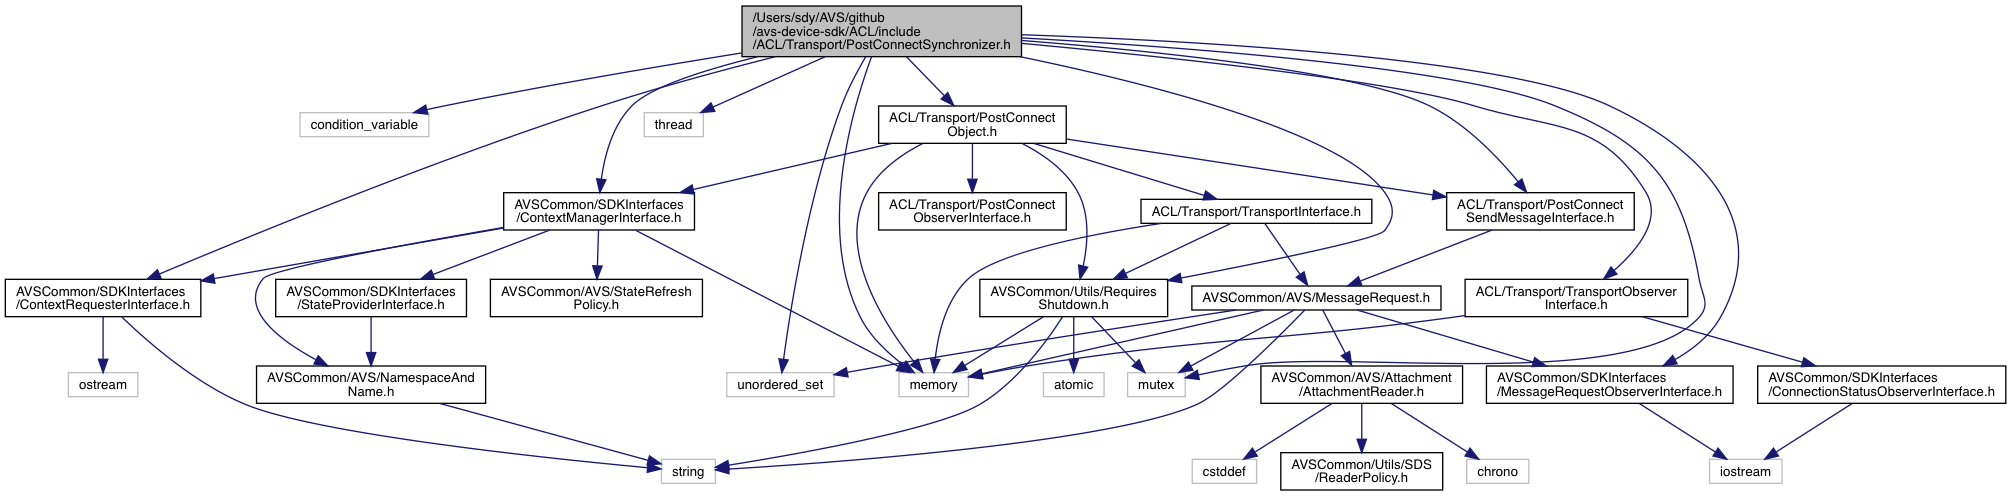 /Users/sdy/AVS/github
/avs-device-sdk/ACL/include
/ACL/Transport/PostConnectSynchronizer.h
condition_variable
thread
ACL/Transport/PostConnect
Object.h
AVSCommon/SDKInterfaces
/ContextManagerInterface.h
ACL/Transport/PostConnect
ObserverInterface.h
ACL/Transport/TransportInterface.h
ACL/Transport/PostConnect
SendMessageInterface.h
AVSCommon/SDKInterfaces
/ContextRequesterInterface.h
AVSCommon/SDKInterfaces
/StateProviderInterface.h
AVSCommon/AVS/StateRefresh
Policy.h
AVSCommon/Utils/Requires
Shutdown.h
AVSCommon/AVS/MessageRequest.h
ACL/Transport/TransportObserver
Interface.h
ostream
AVSCommon/AVS/NamespaceAnd
Name.h
unordered_set
memory
atomic
mutex
AVSCommon/AVS/Attachment
/AttachmentReader.h
AVSCommon/SDKInterfaces
/MessageRequestObserverInterface.h
AVSCommon/SDKInterfaces
/ConnectionStatusObserverInterface.h
string
cstddef
AVSCommon/Utils/SDS
/ReaderPolicy.h
chrono
iostream